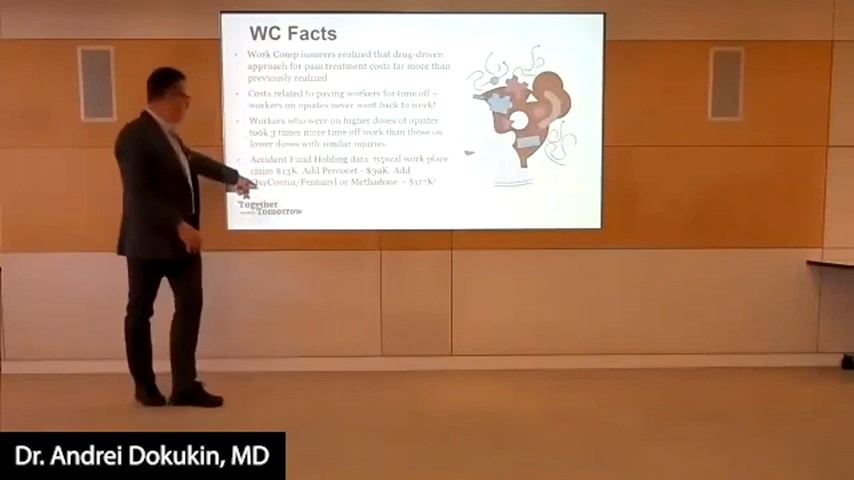 WC Facts
• Work Comp insurers realized that drug-driven
approach for pain treatment costs far more than
previously realized
• Costs related to paying workers for time off –
workers on opiates never went back to work!
• Workers who were on higher doses of opiates
took 3 times more time off work than those on
lower doses with similar injuries.
• Accident Fund Holding data: typical work place
claim $13K. Add Percocet - $39K. Add
OxyContin/Fentanyl or Methadone - $117K!
Together
Tomorrow
Dr. Andrei Dokukin, MD